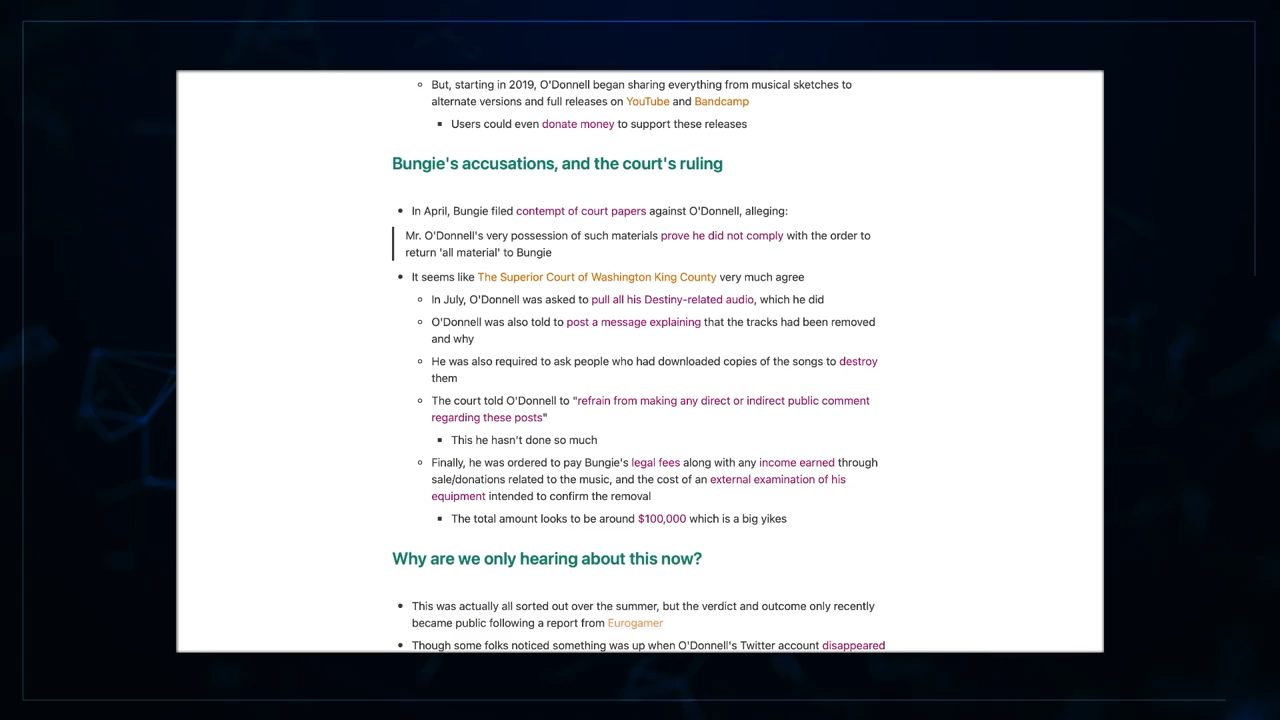 But, starting in 2019, O'Donnell began sharing everything from musical sketches to
alternate versions and full releases on YouTube and Bandcamp
Users could even donate money to support these releases
Bungie's accusations, and the court's ruling
In April, Bungie filed contempt of court papers against O'Donnell, alleging:
Mr. O'Donnell's very possession of such materials prove he did not comply with the order to
return 'all material' to Bungie
It seems like The Superior Court of Washington King County very much agree
In July, O'Donnell was asked to pull all his Destiny-related audio, which he did
O'Donnell was also told to post a message explaining that the tracks had been removed
and why
He was also required to ask people who had downloaded copies of the songs to destroy
them
The court told O'Donnell to "refrain from making any direct or indirect public comment
regarding these posts"
This he hasn't done so much
Finally, he was ordered to pay Bungie's legal fees along with any income earned through
sale/donations related to the music, and the cost of an external examination of his
equipment intended to confirm the removal
The total amount looks to be around $100,000 which is a big yikes
Why are we only hearing about this now?
This was actually all sorted out over the summer, but the verdict and outcome only recently
became public following a report from Eurogamer
Though some folks noticed something was up when O'Donnell's Twitter account disappeared